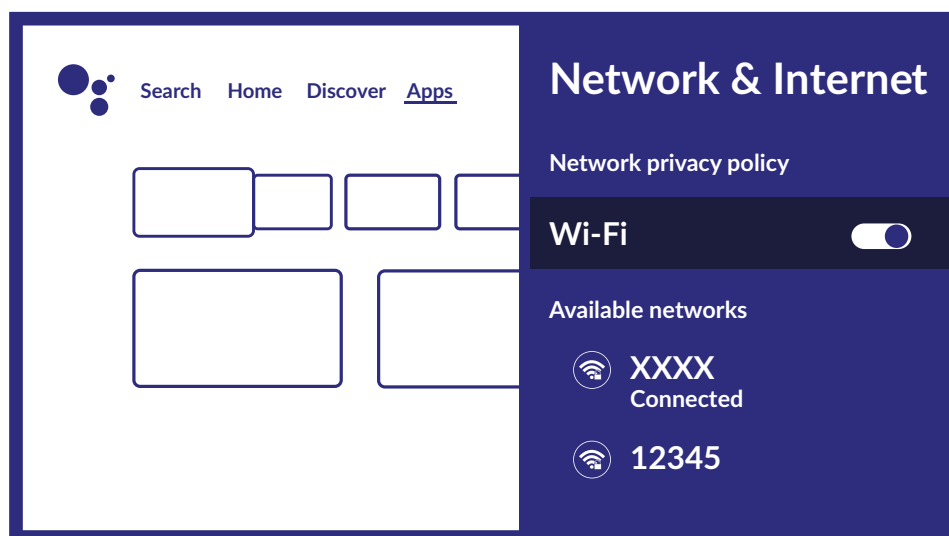 Search Home Discover Apps
Network & Internet
Network privacy policy
Wi-Fi
Available networks
XXXX
Connected
12345